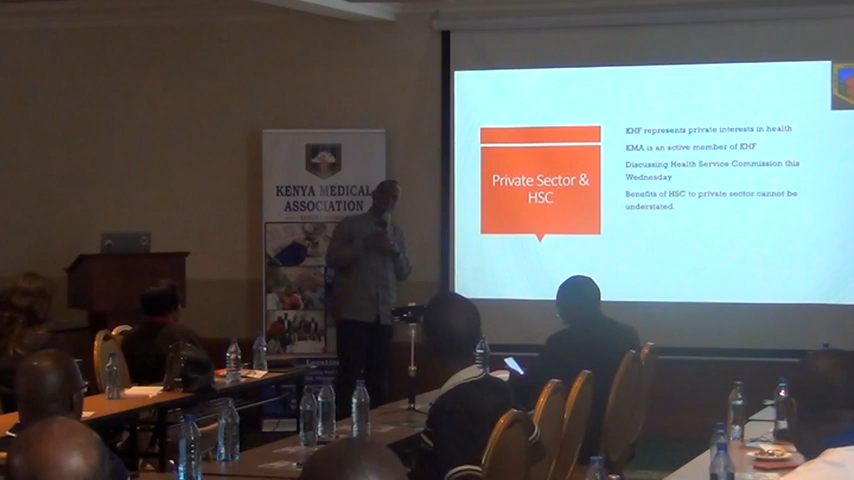 KENYA MEDICAL
ASSOCIATION
Private Sector &
HSC
KHF represents private interests in health
KMA is an active member of KHF
Discussing Health Service Commission this
Wednesday
Benefits of HSC to private sector cannot be
understated.